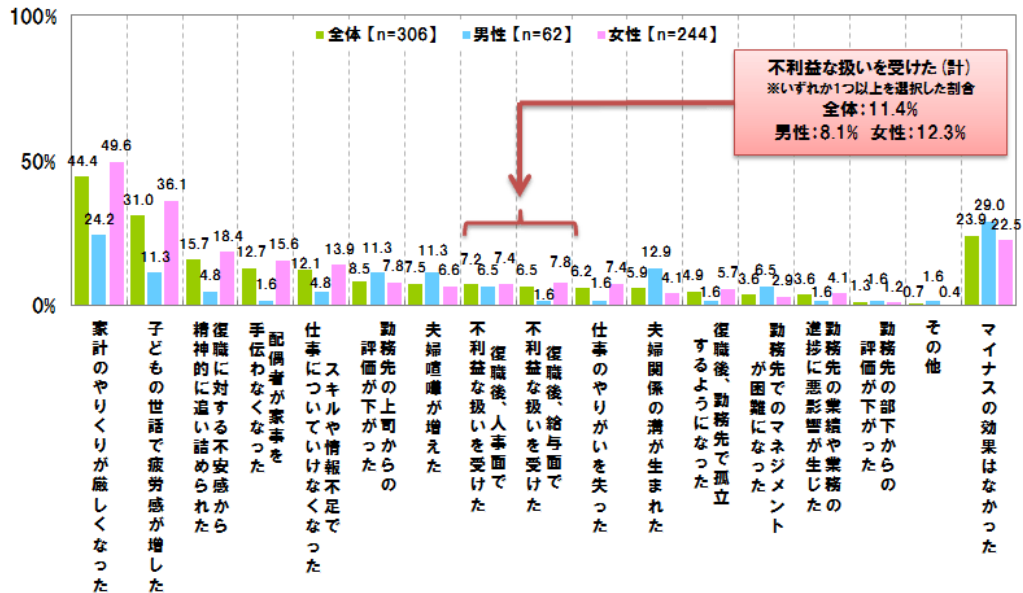 100%
50%
0%
全体【n=306】 男性【n=62】 女性【n=244】
不利益な扱いを受けた(計)
※いずれか1つ以上を選択した割合
全体:11.4%
男性:8.1% 女性:12.3%
44.4 24.2 49.6
31.0 11.3 36.1
15.7 4.8 18.4
12.7 1.6 15.6
12.1 4.8 13.9
8.5 11.3 7.8
7.5 11.3 6.6
7.2 6.5 7.4
6.5 1.6 7.8
6.2 1.6 7.4
5.9 12.9 4.1
4.9 1.6 5.7
3.6 6.5 2.9
3.6 1.6 4.1
1.3 1.6 1.2
0.7 1.6 0.4
23.9 29.0 22.5
家計のやりくりが厳しくなった
子どもの世話で疲労感が増した
復職に対する不安感から
精神的に追い詰められた
配偶者が家事を
手伝わなくなった
スキルや情報不足で
仕事についていけなくなった
勤務先の上司からの
評価が下がった
夫婦喧嘩が増えた
復職後、人事面で
不利益な扱いを受けた
復職後、給与面で
不利益な扱いを受けた
仕事のやりがいを失った
夫婦関係の溝が生まれた
復職後、勤務先で孤立
するようになった
勤務先でのマネジメント
が困難になった
勤務先の業績や業務の
進捗に悪影響が生じた
勤務先の部下からの
評価が下がった
その他
マイナスの効果はなかった